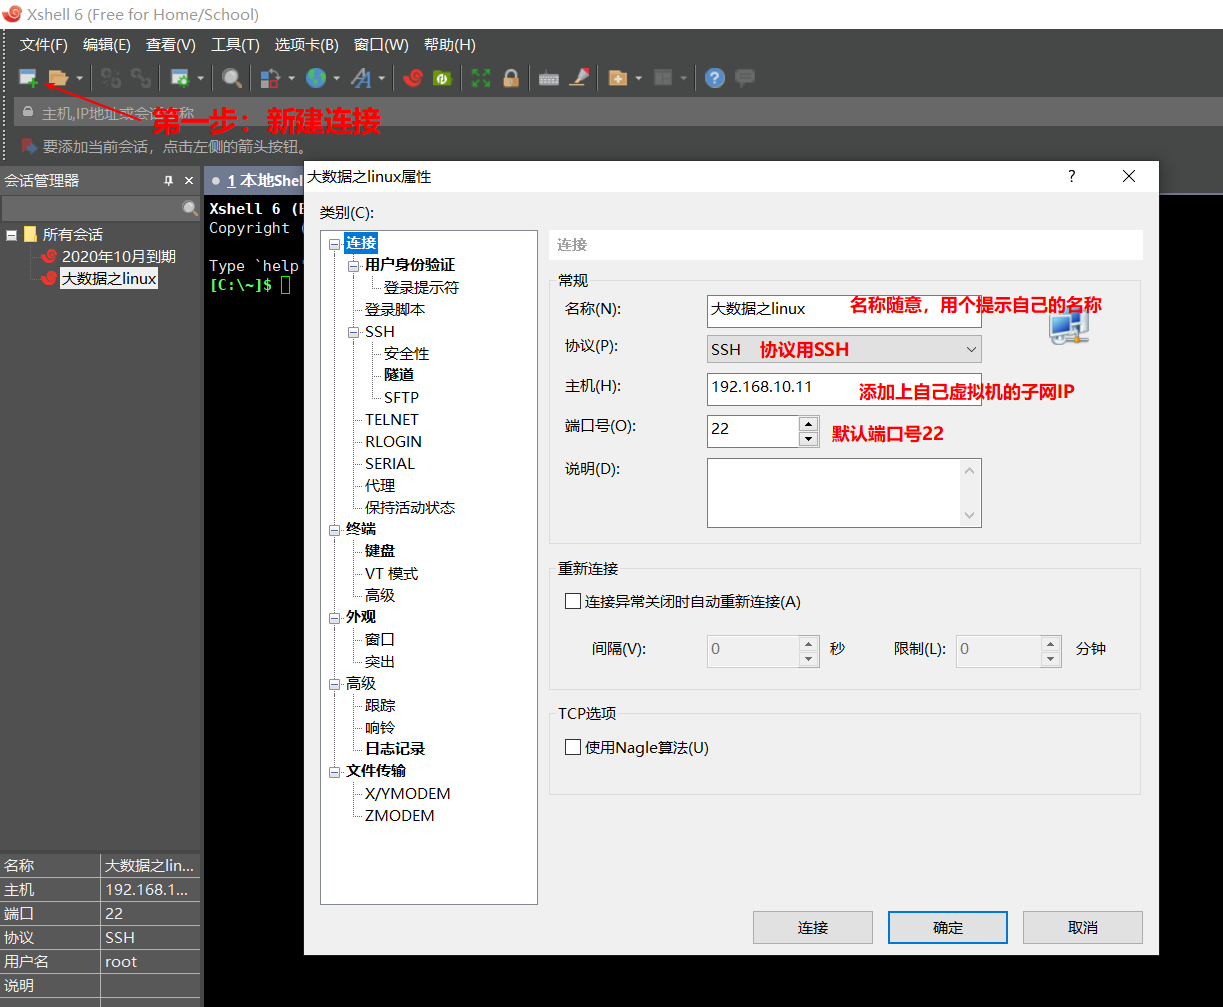 Xshell 6 (Free for Home/School)
文件(F) 编辑(E) 查看(V) 工具(T) 选项卡(B) 窗口(W) 帮助(H)
主机,IP地址或会话名称
第一步：新建连接
要添加当前会话，点击左侧的箭头按钮。
会话管理器
所有会话
2020年10月到期
大数据之linux
1 本地Shel
Xshell 6 (
Copyright (
Type `help'
[C:\~]$
大数据之linux属性
类别(C):
连接
用户身份验证
登录提示符
登录脚本
SSH
安全性
隧道
SFTP
TELNET
RLOGIN
SERIAL
代理
保持活动状态
终端
键盘
VT 模式
高级
外观
窗口
突出
高级
跟踪
响铃
日志记录
文件传输
X/YMODEM
ZMODEM
连接
常规
名称(N): 大数据之linux 名称随意，用个提示自己的名称
协议(P): SSH 协议用SSH
主机(H): 192.168.10.11 添加上自己虚拟机的子网IP
端口号(O): 22 默认端口号22
说明(D):
重新连接
连接异常关闭时自动重新连接(A)
间隔(V): 0 秒 限制(L): 0 分钟
TCP选项
使用Nagle算法(U)
连接 确定 取消
名称 大数据之lin...
主机 192.168.1...
端口 22
协议 SSH
用户名 root
说明